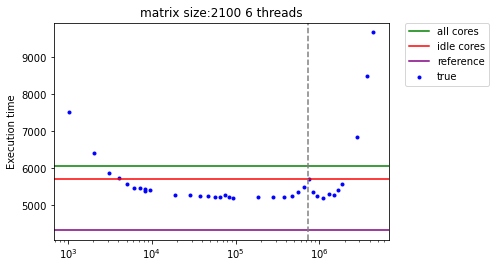 matrix size:2100 6 threads
all cores
idle cores
reference
true
Execution time
9000
8000
7000
6000
5000
10³ 10⁴ 10⁵ 10⁶